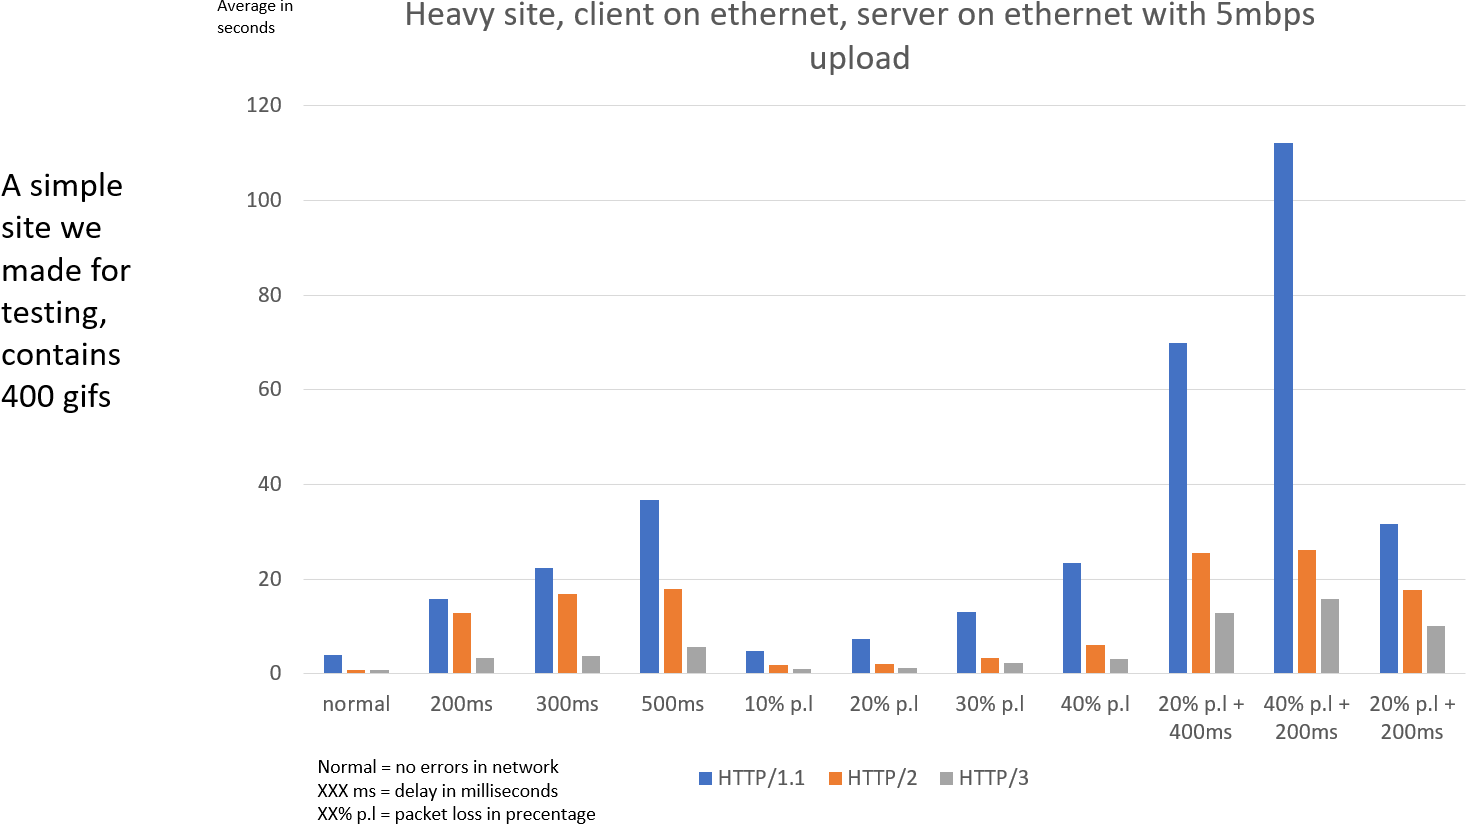 Average in
seconds
Heavy site, client on ethernet, server on ethernet with 5mbps
upload
A simple
site we
made for
testing,
contains
400 gifs
120
100
80
60
40
20
0
normal
200ms
300ms
500ms
10% p.l
20% p.l
30% p.l
40% p.l
20% p.l +
400ms
40% p.l +
200ms
20% p.l +
200ms
Normal = no errors in network
XXX ms = delay in milliseconds
XX% p.l = packet loss in precentage
HTTP/1.1
HTTP/2
HTTP/3